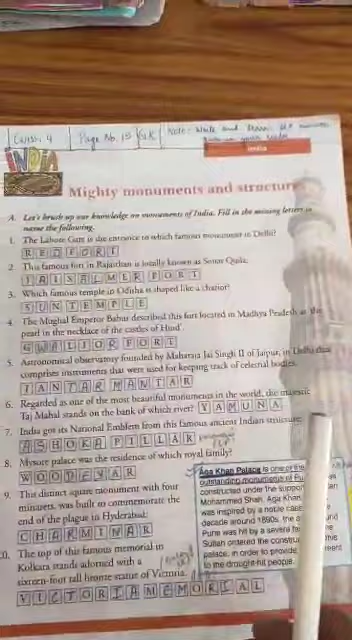 Class. 4 Page No. 15 G.K Note:- Write and learn
India
INDIA
Mighty monuments and structures
A. Let's brush up our knowledge on monuments of India. Fill in the missing letters to
name the following.
1. The Lahore Gate is the entrance to which famous monument in Delhi?
RED FORT
2. This famous fort in Rajasthan is locally known as Sonar Quila.
JAISALMER FORT
3. Which famous temple in Odisha is shaped like a chariot?
SUN TEMPLE
4. The Mughal Emperor Babur described this fort located in Madhya Pradesh as 'the
pearl in the necklace of the castles of Hind'.
GWALIOR FORT
5. Astronomical observatory founded by Maharaja Jai Singh II of Jaipur, in Delhi that
comprises instruments that were used for keeping track of celestial bodies.
JANTAR MANTAR
6. Regarded as one of the most beautiful monuments in the world, the majestic
Taj Mahal stands on the bank of which river? YAMUNA
7. India got its National Emblem from this famous ancient Indian structure.
ASHOKA PILLAR
8. Mysore palace was the residence of which royal family?
WODEYAR
9. This distinct square monument with four
minarets, was built to commemorate the
end of the plague in Hyderabad:
CHARMINAR
0. The top of this famous memorial in
Kolkara stands adorned with a
sixteen-foot tall bronze statue of Victoria.
VICTORIA MEMORIAL
Aga Khan Palace is one of the
outstanding monuments of Pu
constructed under the suppor
Mohammed Shah, Aga Khan
was inspired by a noble case
decade around 1890s, the a
Pune was hit by a severe fa
Sultan ordered the construc
palace, in order to provide
to the drought-hit people.